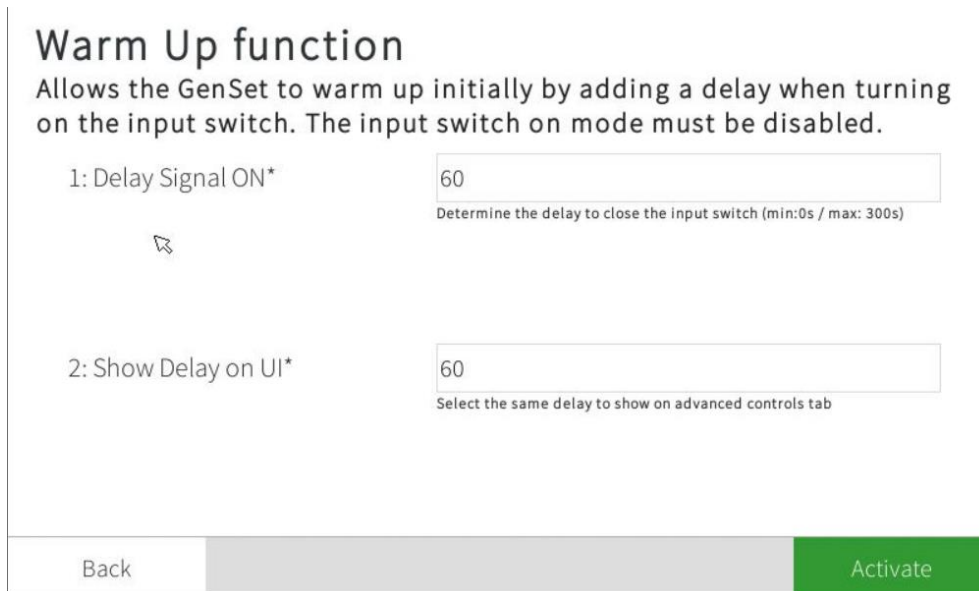 Warm Up function
Allows the GenSet to warm up initially by adding a delay when turning
on the input switch. The input switch on mode must be disabled.
1: Delay Signal ON*
60
Determine the delay to close the input switch (min:0s / max: 300s)
2: Show Delay on UI*
60
Select the same delay to show on advanced controls tab
Back
Activate